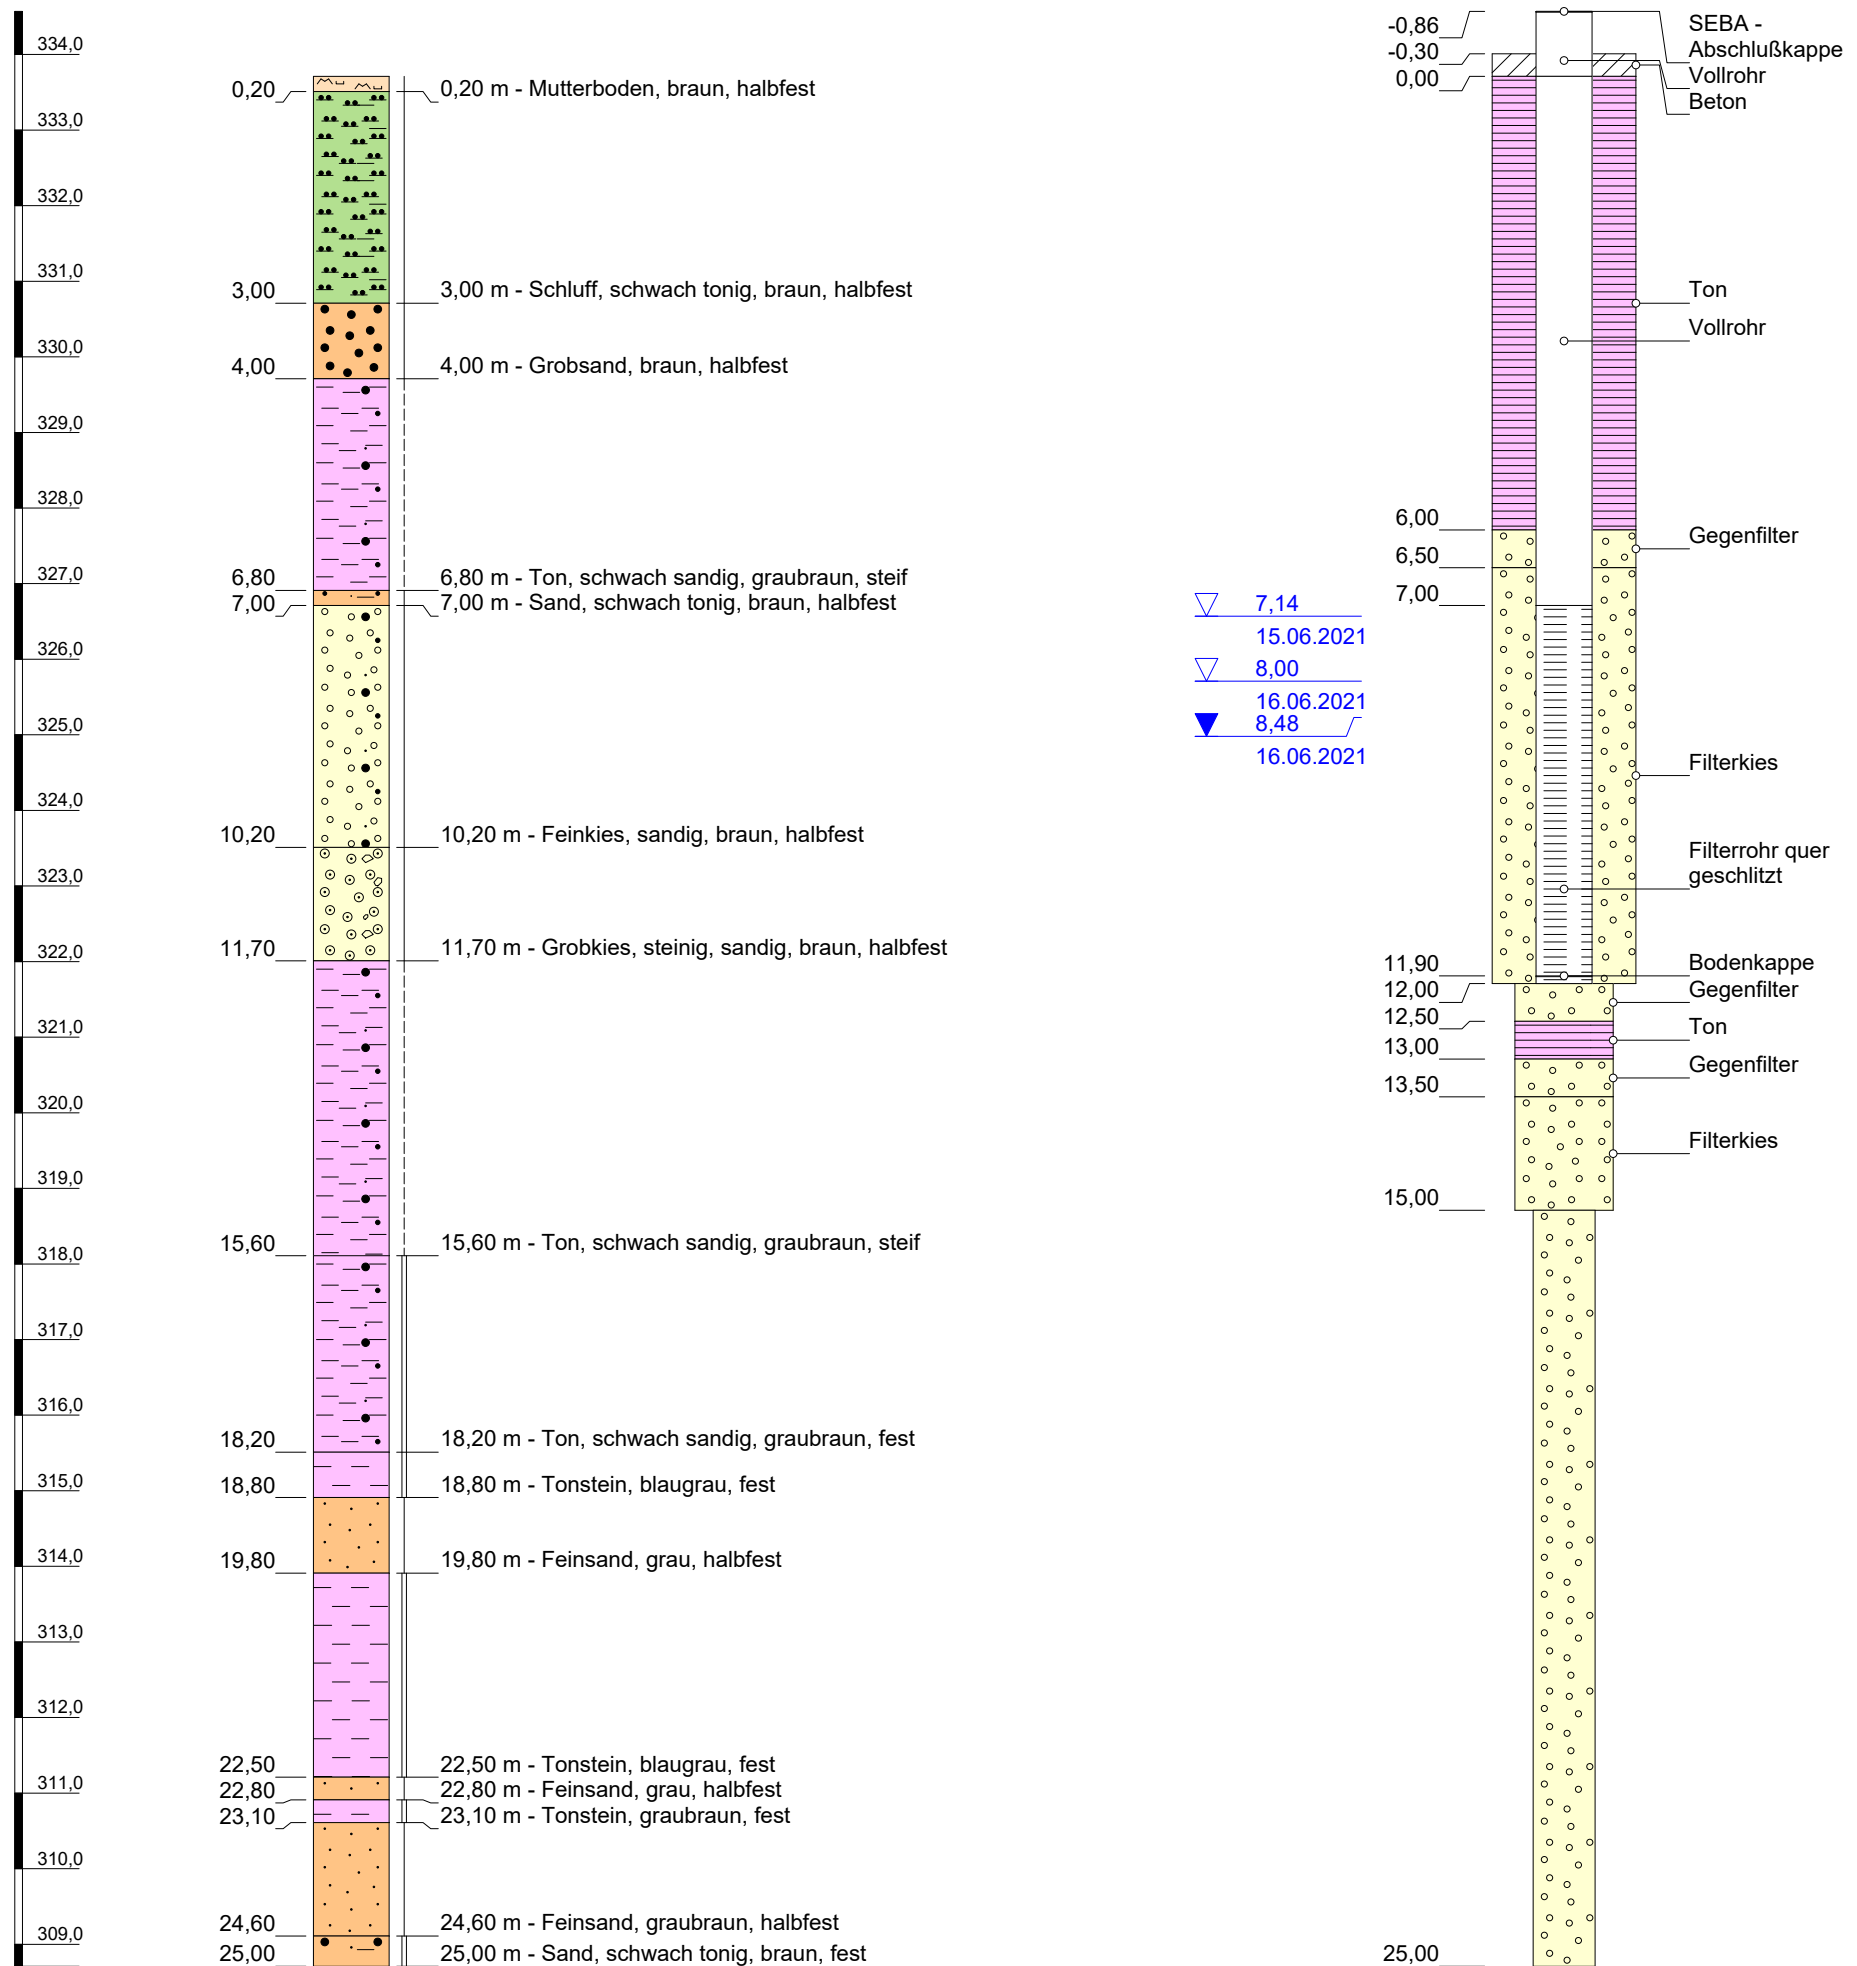 334,0
333,0
332,0
331,0
330,0
329,0
328,0
327,0
326,0
325,0
324,0
323,0
322,0
321,0
320,0
319,0
318,0
317,0
316,0
315,0
314,0
313,0
312,0
311,0
310,0
309,0
0,20
3,00
4,00
6,80
7,00
10,20
11,70
15,60
18,20
18,80
19,80
22,50
22,80
23,10
24,60
25,00
0,20 m - Mutterboden, braun, halbfest
3,00 m - Schluff, schwach tonig, braun, halbfest
4,00 m - Grobsand, braun, halbfest
6,80 m - Ton, schwach sandig, graubraun, steif
7,00 m - Sand, schwach tonig, braun, halbfest
10,20 m - Feinkies, sandig, braun, halbfest
11,70 m - Grobkies, steinig, sandig, braun, halbfest
15,60 m - Ton, schwach sandig, graubraun, steif
18,20 m - Ton, schwach sandig, graubraun, fest
18,80 m - Tonstein, blaugrau, fest
19,80 m - Feinsand, grau, halbfest
22,50 m - Tonstein, blaugrau, fest
22,80 m - Feinsand, grau, halbfest
23,10 m - Tonstein, graubraun, fest
24,60 m - Feinsand, graubraun, halbfest
25,00 m - Sand, schwach tonig, braun, fest
7,14
15.06.2021
8,00
16.06.2021
8,48
16.06.2021
-0,86
-0,30
0,00
6,00
6,50
7,00
11,90
12,00
12,50
13,00
13,50
15,00
25,00
SEBA -
Abschlußkappe
Vollrohr
Beton
Ton
Vollrohr
Gegenfilter
Filterkies
Filterrohr quer
geschlitzt
Bodenkappe
Gegenfilter
Ton
Gegenfilter
Filterkies